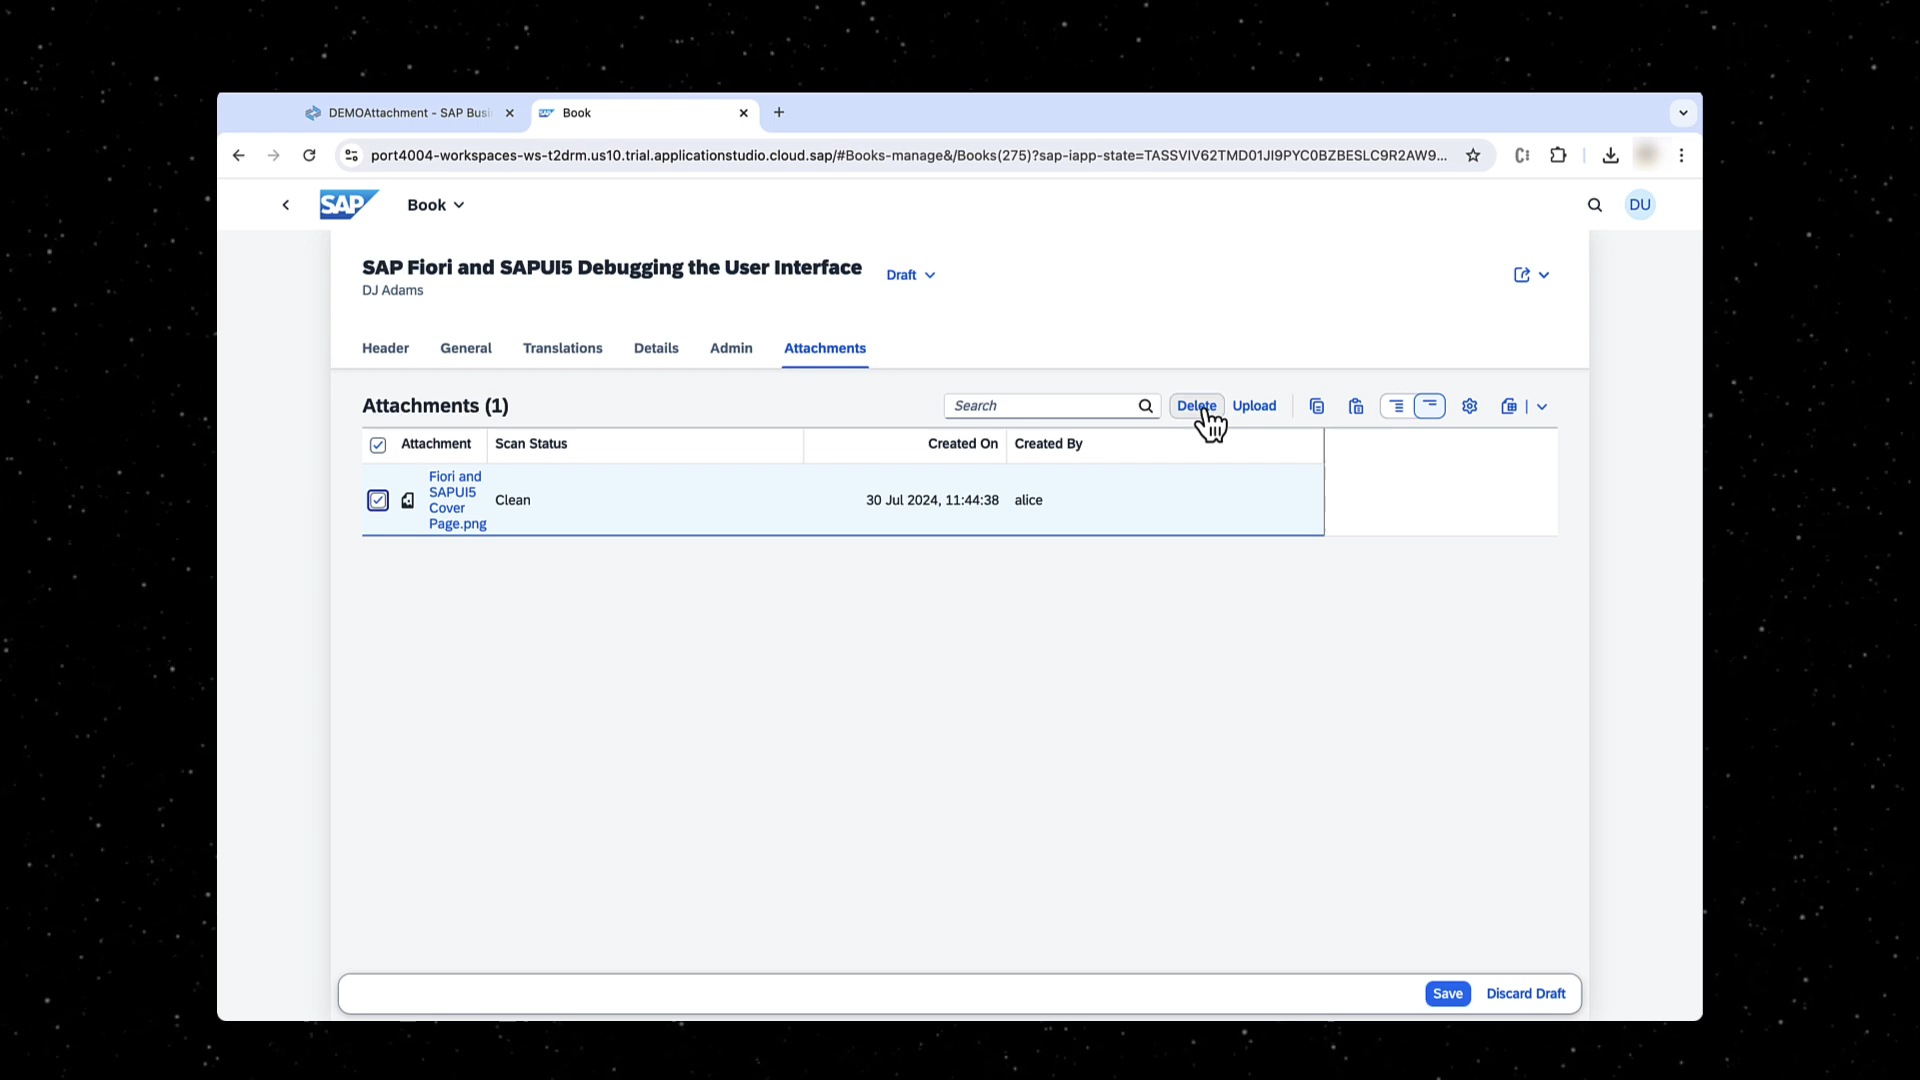 DEMOAttachment - SAP Busi
Book
port4004-workspaces-ws-t2drm.us10.trial.applicationstudio.cloud.sap/#Books-manage&/Books(275)?sap-iapp-state=TASSVIV62TMD01JI9PYC0BZBESLC9R2AW9...
SAP
Book
DU
SAP Fiori and SAPUI5 Debugging the User Interface
Draft
DJ Adams
Header
General
Translations
Details
Admin
Attachments
Attachments (1)
Search
Delete
Upload
Attachment
Scan Status
Created On
Created By
Fiori and
SAPUI5
Cover
Page.png
Clean
30 Jul 2024, 11:44:38
alice
Save
Discard Draft